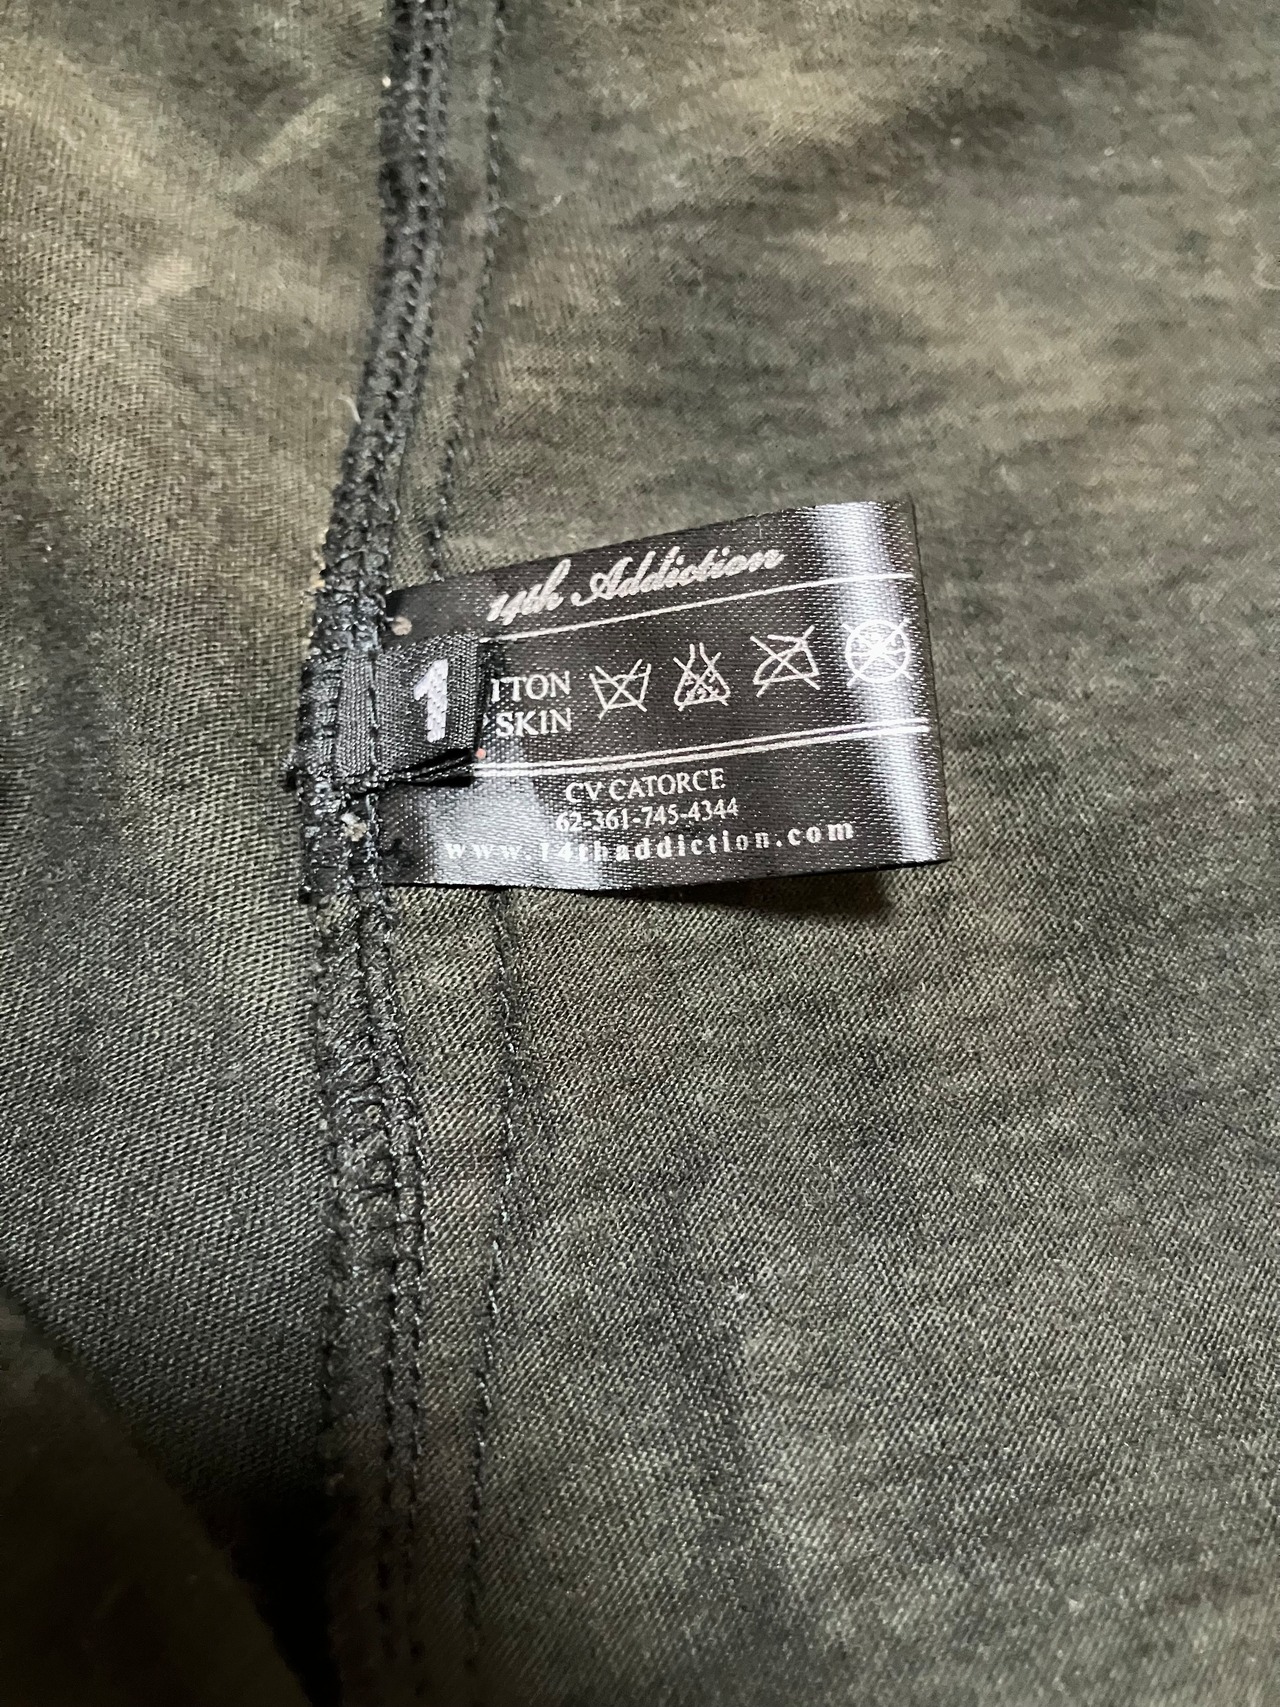 14th Addiction
1
TTON
SKIN
CV CATORCE
62-361-745-4344
www.14thaddiction.com